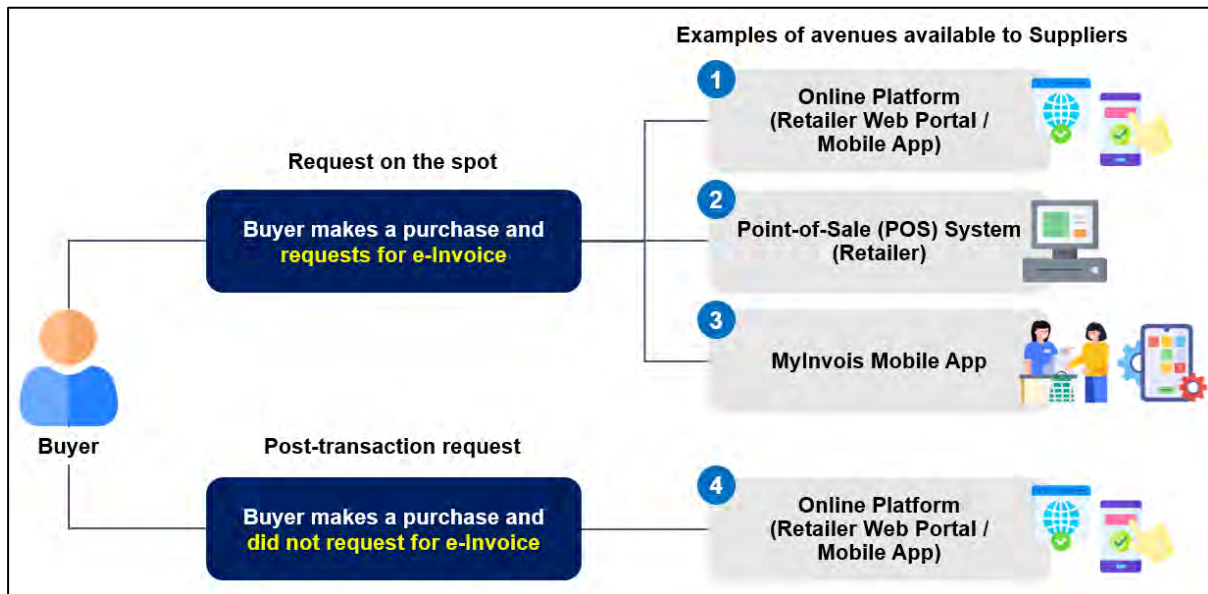 Examples of avenues available to Suppliers
1
Online Platform
(Retailer Web Portal /
Mobile App)
Request on the spot
Buyer makes a purchase and
requests for e-Invoice
2
Point-of-Sale (POS) System
(Retailer)
3
MyInvois Mobile App
Buyer
Post-transaction request
Buyer makes a purchase and
did not request for e-Invoice
4
Online Platform
(Retailer Web Portal /
Mobile App)